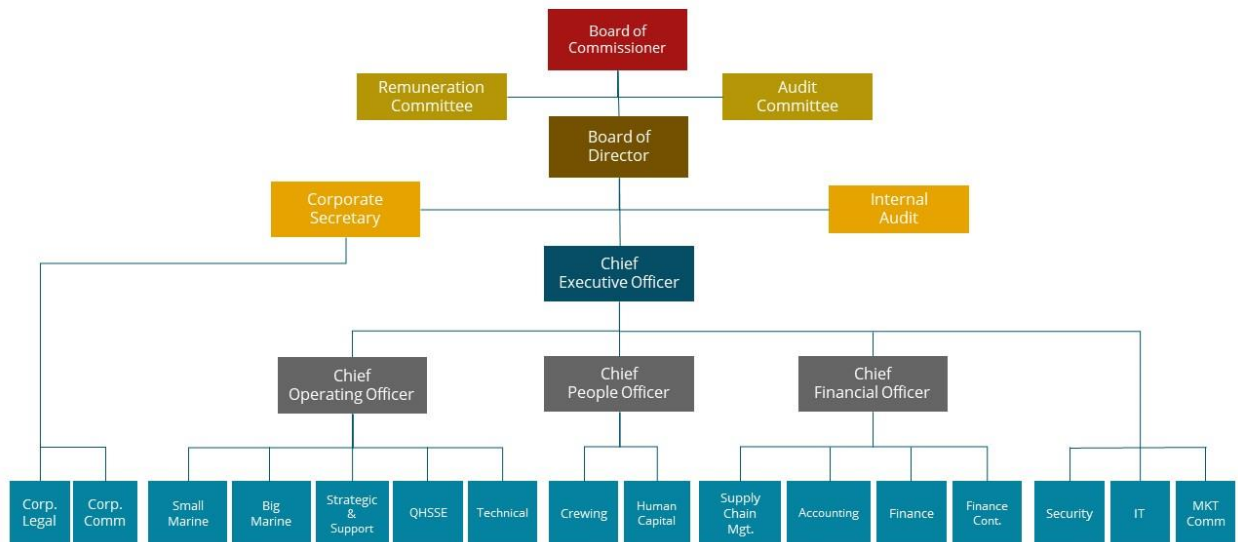 Board of
Commissioner
Remuneration
Committee
Audit
Committee
Board of
Director
Corporate
Secretary
Internal
Audit
Chief
Executive Officer
Chief
Operating Officer
Chief
People Officer
Chief
Financial Officer
Corp.
Legal
Corp.
Comm
Small
Marine
Big
Marine
Strategic
&
Support
QHSSE
Technical
Crewing
Human
Capital
Supply
Chain
Mgt.
Accounting
Finance
Finance
Cont.
Security
IT
MKT
Comm